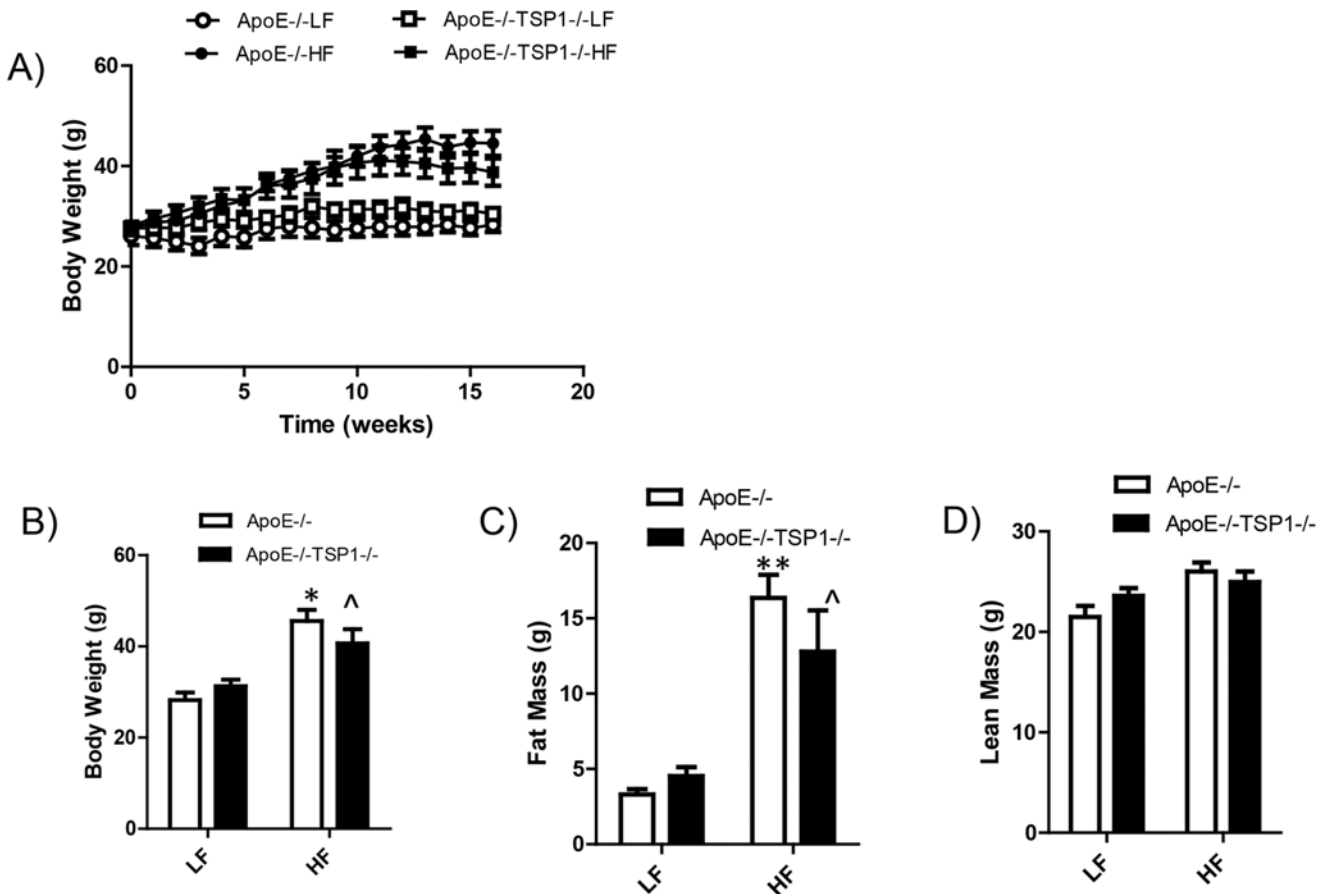 ApoE-/-LF ApoE-/-TSP1-/-LF
ApoE-/-HF ApoE-/-TSP1-/-HF
A)
60
40
20
0
Body Weight (g)
0 5 10 15 20
Time (weeks)
B)
ApoE-/-
ApoE-/-TSP1-/-
60
40
20
0
Body Weight (g)
* ^
LF HF
C)
ApoE-/-
ApoE-/-TSP1-/-
20
15
10
5
0
Fat Mass (g)
** ^
LF HF
D)
ApoE-/-
ApoE-/-TSP1-/-
30
20
10
0
Lean Mass (g)
LF HF